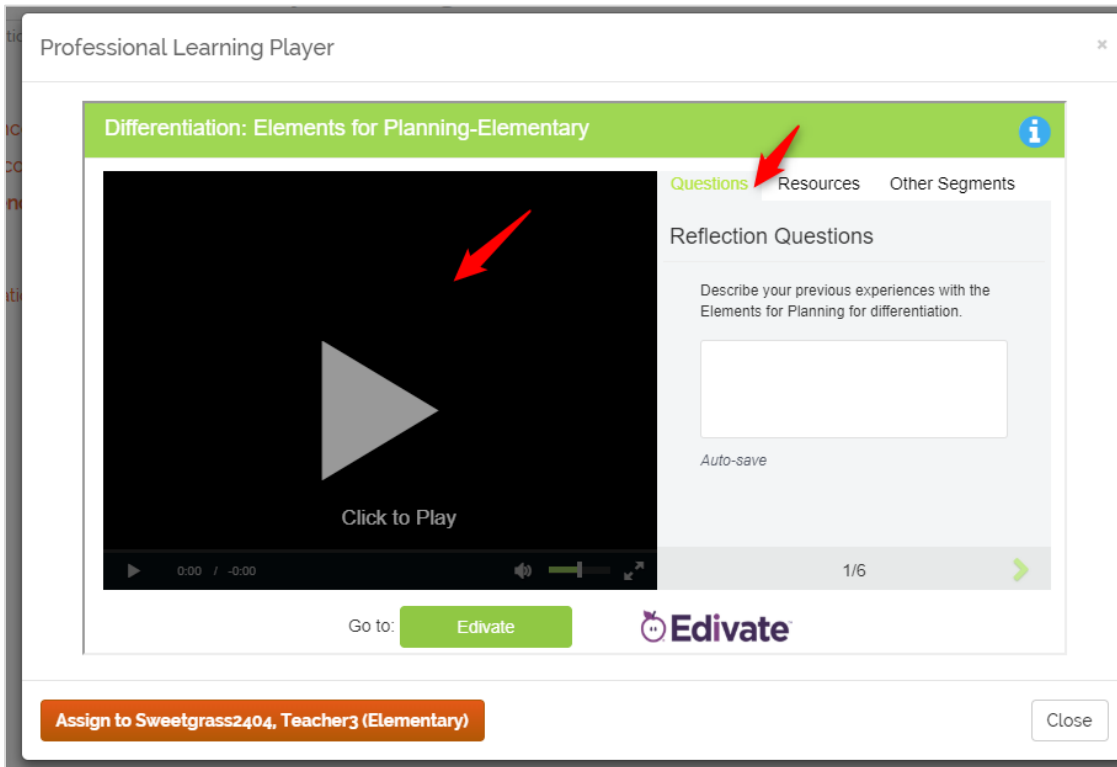 Professional Learning Player
×
Differentiation: Elements for Planning-Elementary
Questions Resources Other Segments
Reflection Questions
Describe your previous experiences with the
Elements for Planning for differentiation.
Auto-save
Click to Play
0:00 / -0:00
1/6
Go to: Edivate Edivate
Assign to Sweetgrass2404, Teacher3 (Elementary)
Close